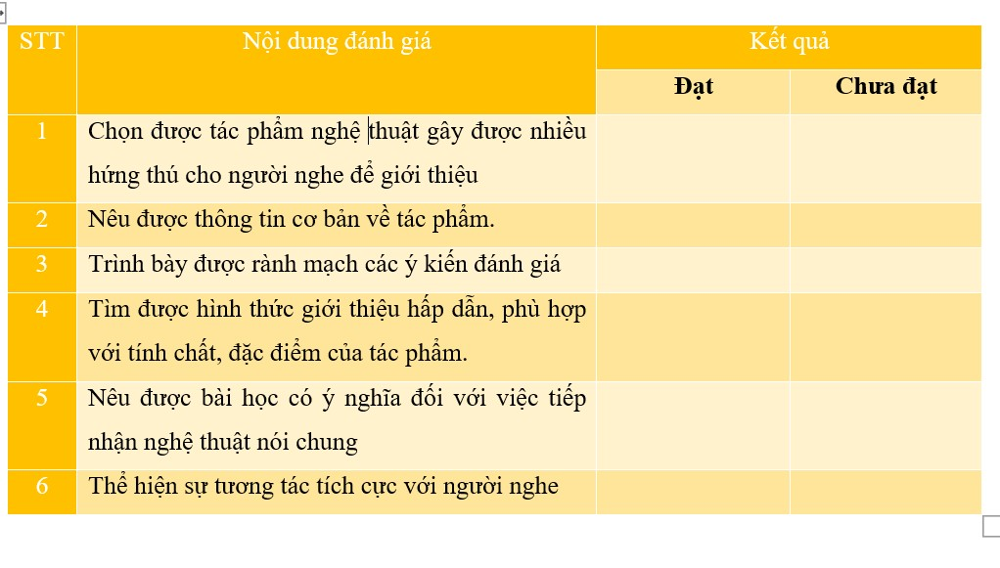 STT Nội dung đánh giá Kết quả
Đạt Chưa đạt
1 Chọn được tác phẩm nghệ thuật gây được nhiều
hứng thú cho người nghe để giới thiệu
2 Nêu được thông tin cơ bản về tác phẩm.
3 Trình bày được rành mạch các ý kiến đánh giá
4 Tìm được hình thức giới thiệu hấp dẫn, phù hợp
với tính chất, đặc điểm của tác phẩm.
5 Nêu được bài học có ý nghĩa đối với việc tiếp
nhận nghệ thuật nói chung
6 Thể hiện sự tương tác tích cực với người nghe